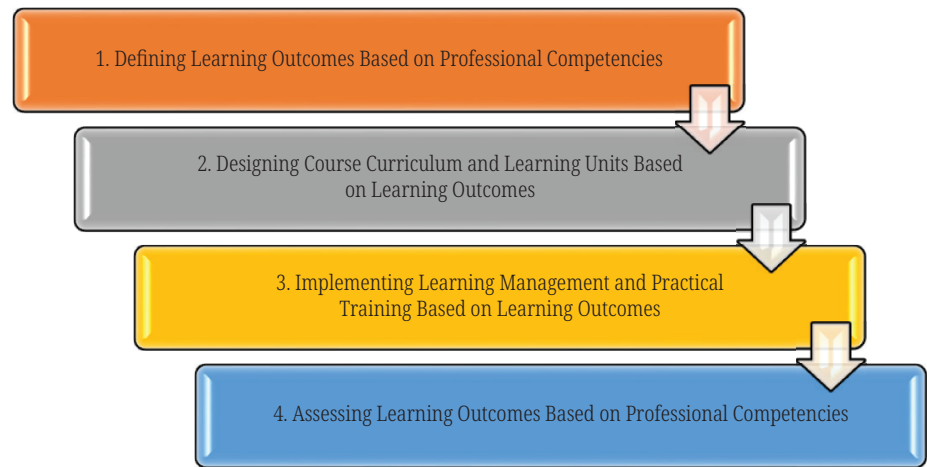 1. Defining Learning Outcomes Based on Professional Competencies
2. Designing Course Curriculum and Learning Units Based
on Learning Outcomes
3. Implementing Learning Management and Practical
Training Based on Learning Outcomes
4. Assessing Learning Outcomes Based on Professional Competencies